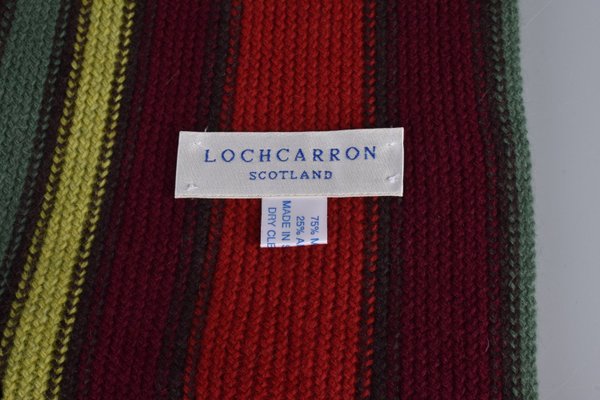 LOCHCARRON
SCOTLAND
75%
25%
MADE IN
DRY